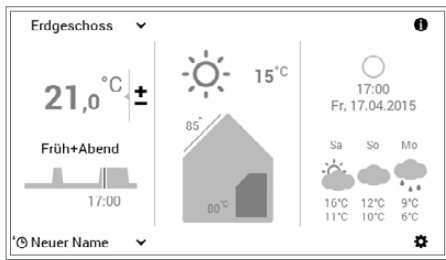 Erdgeschoss
21,0 °C ±
Früh+Abend
17:00
Neuer Name
15°C
85°
80°C
17:00
Fr, 17.04.2015
Sa So Mo
16°C 12°C 9°C
11°C 10°C 6°C